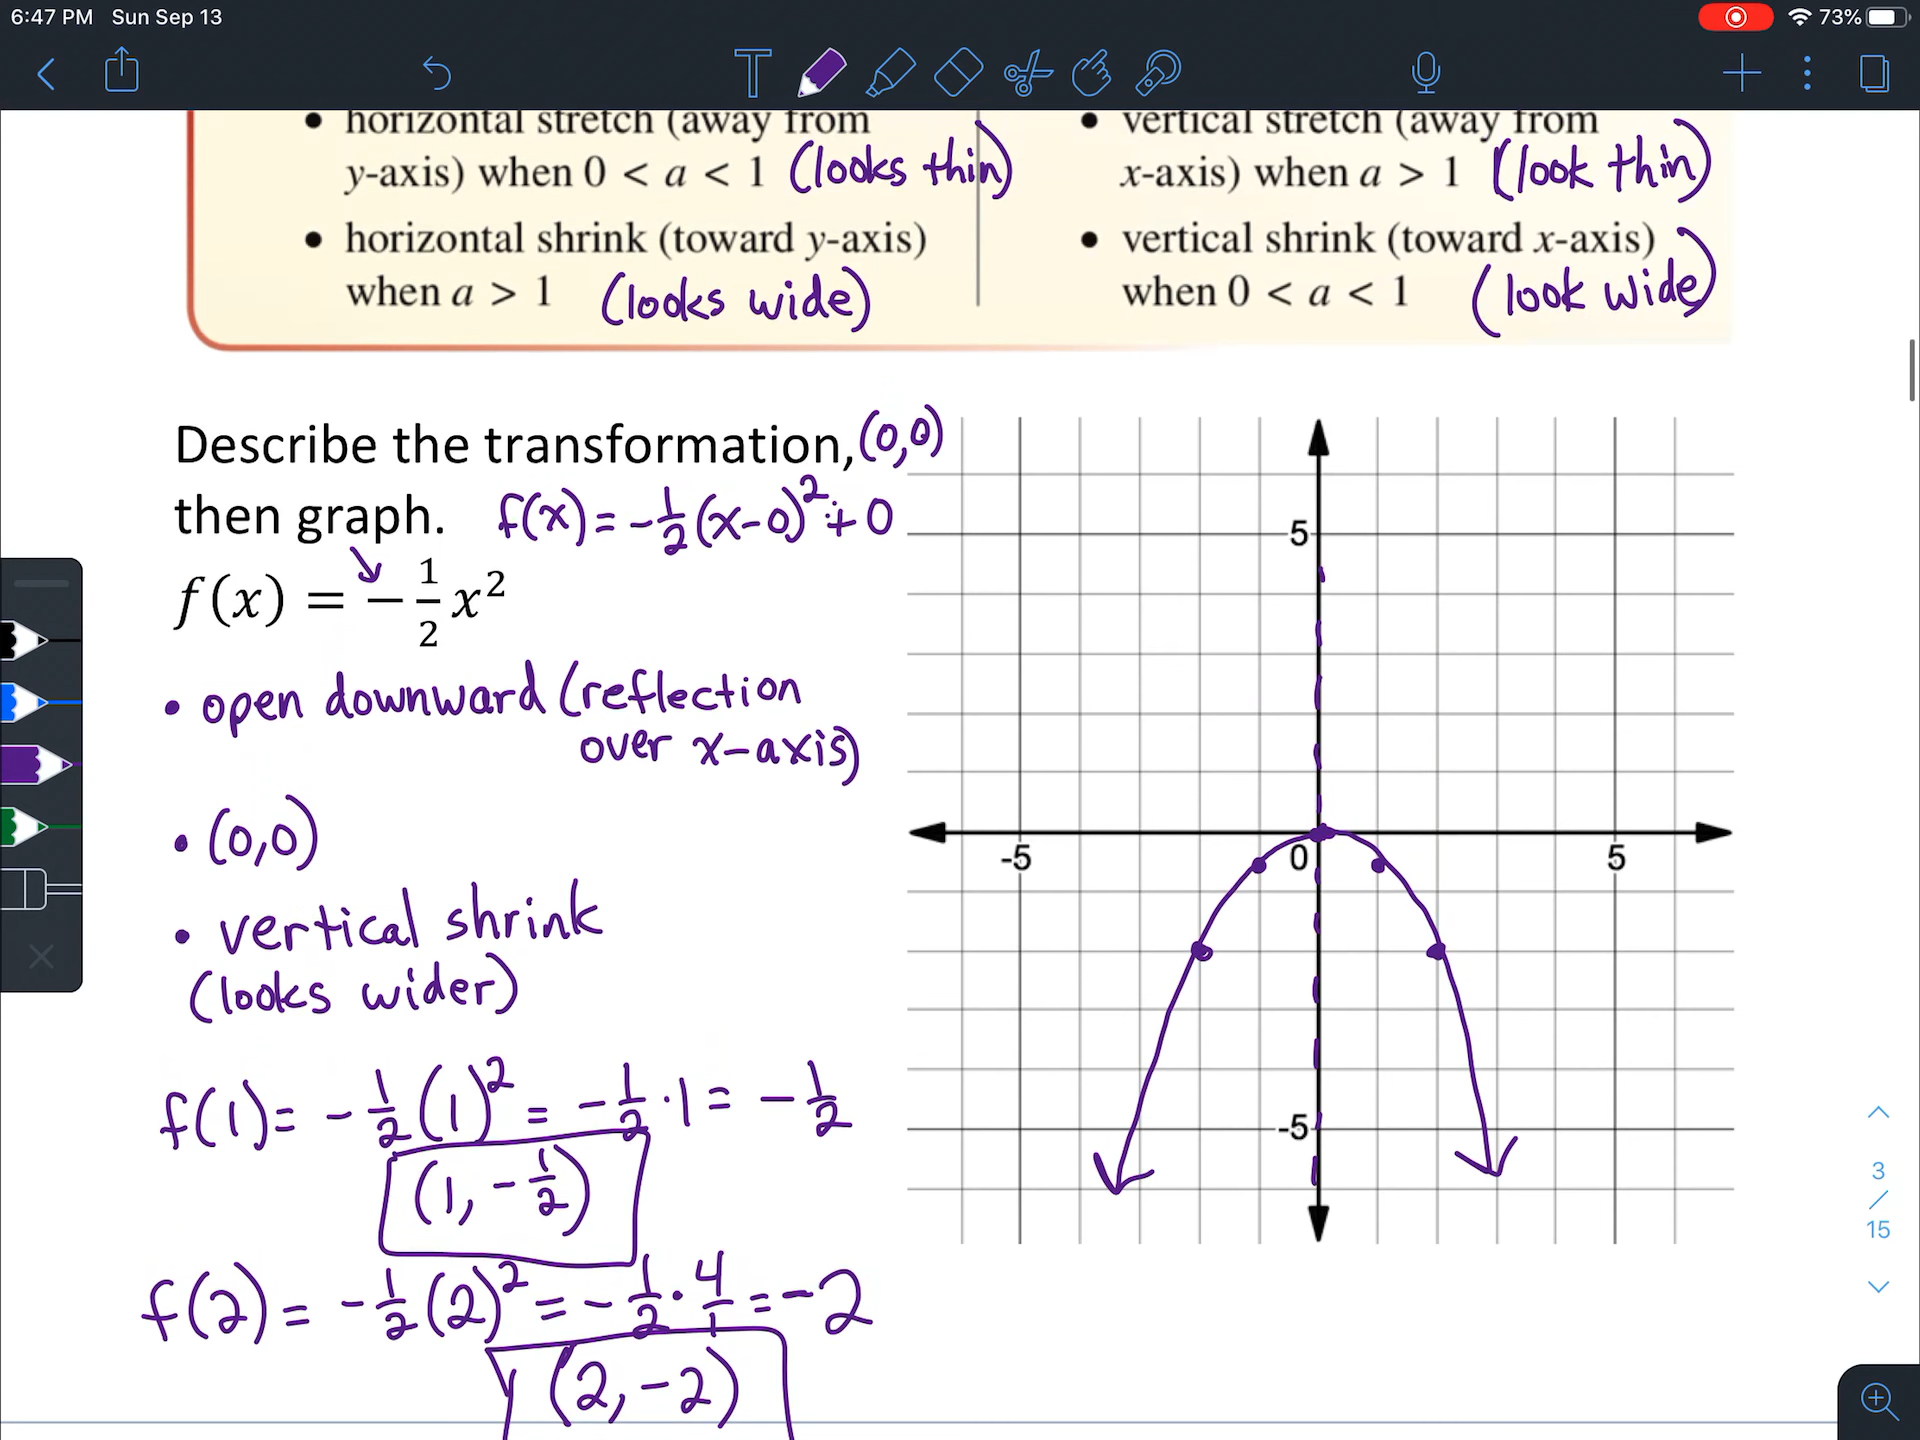 6:47 PM Sun Sep 13
73%
• horizontal stretch (away from
y-axis) when 0 < a < 1 (looks thin)
• horizontal shrink (toward y-axis)
when a > 1 (looks wide)
• vertical stretch (away from
x-axis) when a > 1 (look thin)
• vertical shrink (toward x-axis)
when 0 < a < 1 (look wide)
Describe the transformation, (0,0)
then graph. f(x) = -1/2(x-0)²+0
f(x) = -1/2 x²
• open downward (reflection
over x-axis)
• (0,0)
• vertical shrink
(looks wider)
f(1) = -1/2(1)² = -1/2·1 = -1/2
(1, -1/2)
f(2) = -1/2(2)² = -1/2·4/1 = -2
(2, -2)
5
-5
0
5
-5
3
/
15